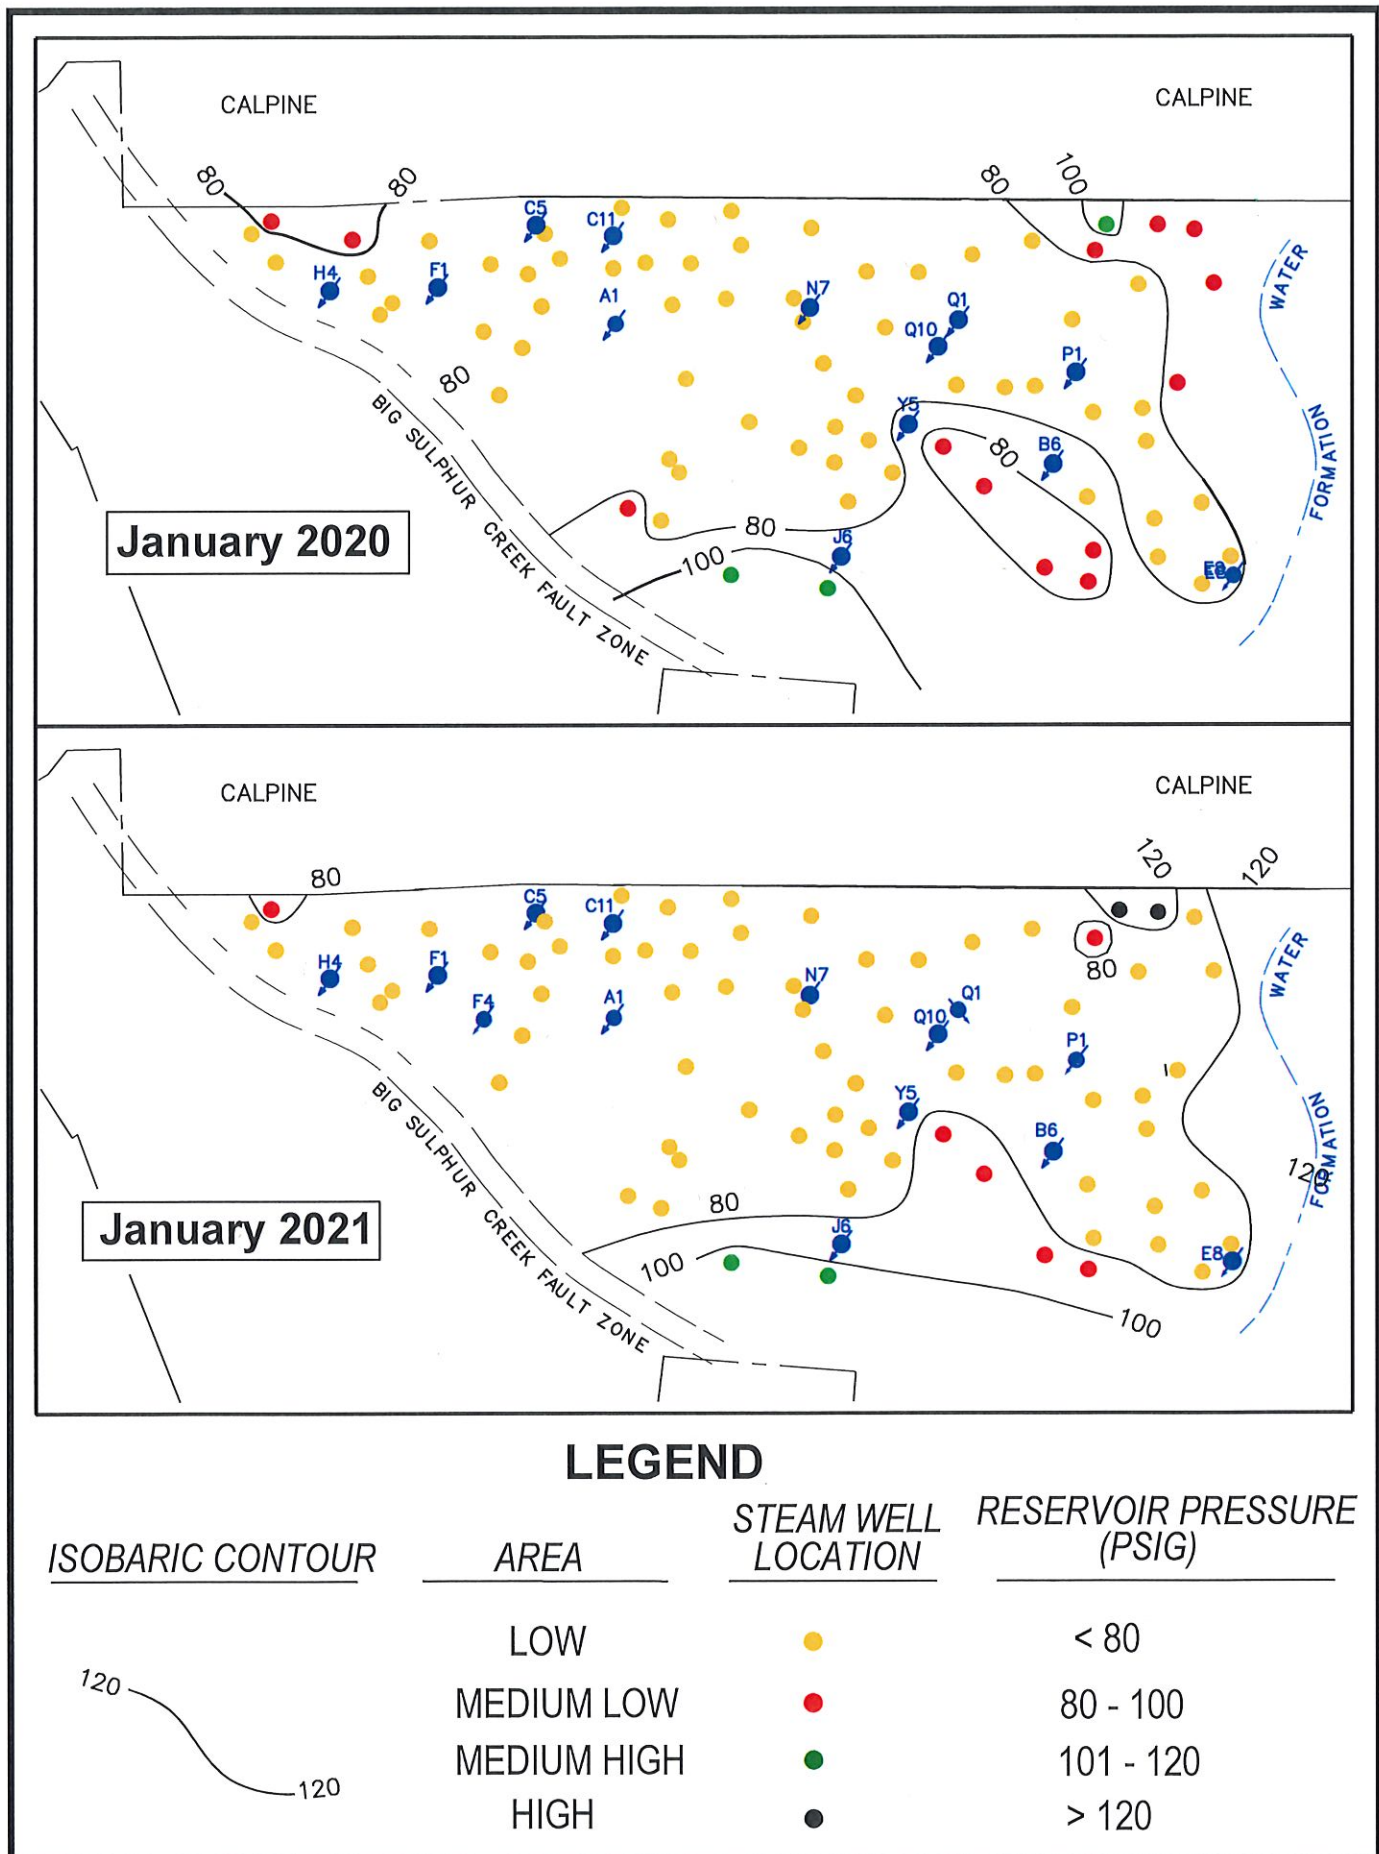 CALPINE
CALPINE
80
80
80
100
C5
C11
H4
F1
A1
N7
Q1
Q10
P1
WATER
80
Y5
B6
80
FORMATION
BIG SULPHUR CREEK FAULT ZONE
January 2020
80
J6
100
E8
CALPINE
CALPINE
80
120
120
C5
C11
H4
F1
F4
A1
N7
Q1
Q10
80
WATER
P1
Y5
B6
FORMATION
120
BIG SULPHUR CREEK FAULT ZONE
January 2021
80
J6
E8
100
100
LEGEND
ISOBARIC CONTOUR
AREA
STEAM WELL
LOCATION
RESERVOIR PRESSURE
(PSIG)
LOW
< 80
120
MEDIUM LOW
80 - 100
MEDIUM HIGH
101 - 120
120
HIGH
> 120